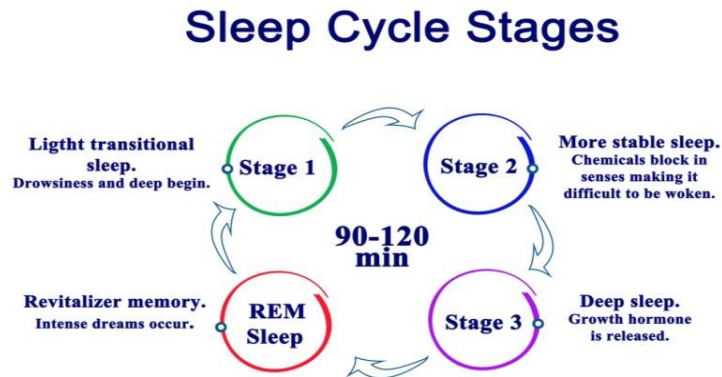 Sleep Cycle Stages
Ligtht transitional
sleep.
Drowsiness and deep begin.
Stage 1
Stage 2
More stable sleep.
Chemicals block in
senses making it
difficult to be woken.
90-120
min
Revitalizer memory.
Intense dreams occur.
REM
Sleep
Stage 3
Deep sleep.
Growth hormone
is released.